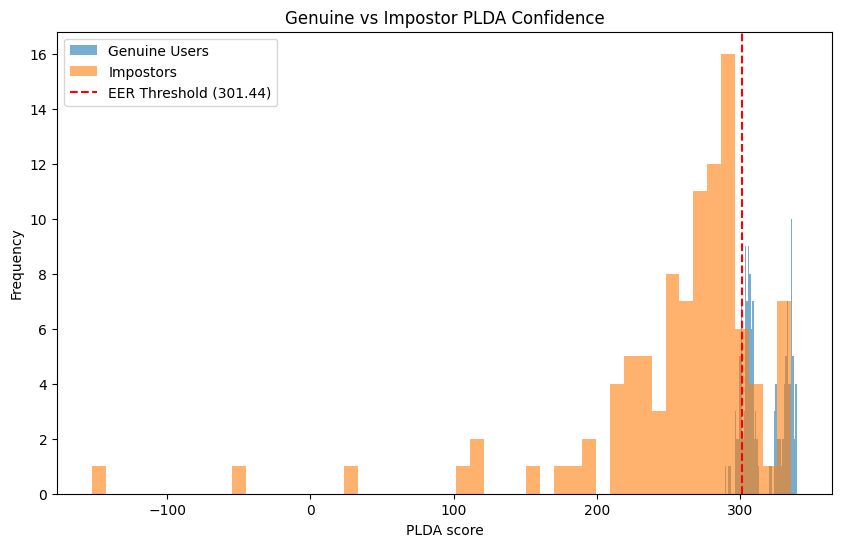 Genuine vs Impostor PLDA Confidence
Genuine Users
Impostors
EER Threshold (301.44)
Frequency
16
14
12
10
8
6
4
2
0
−100
0
100
200
300
PLDA score